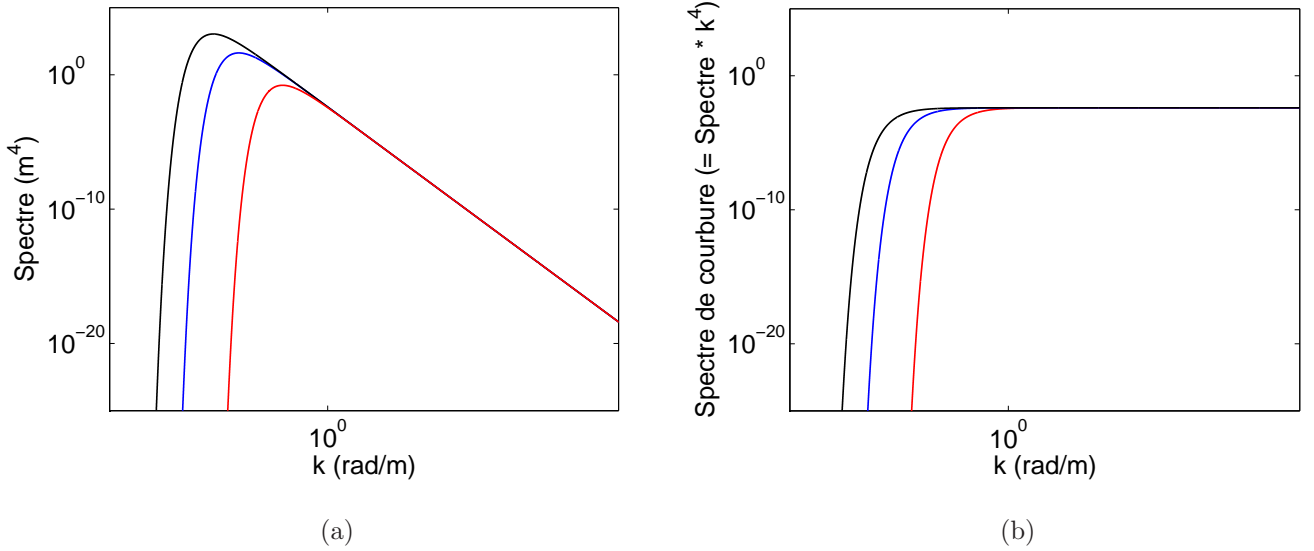 Spectre (m^4)
10^0
10^−10
10^−20
10^0
k (rad/m)
(a)
Spectre de courbure (= Spectre * k^4)
10^0
10^−10
10^−20
10^0
k (rad/m)
(b)